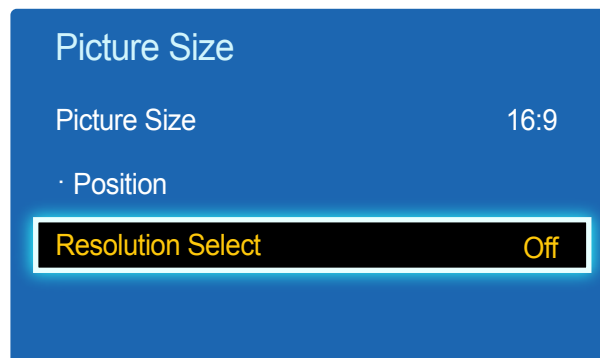 Picture Size
Picture Size 16:9
· Position
Resolution Select Off